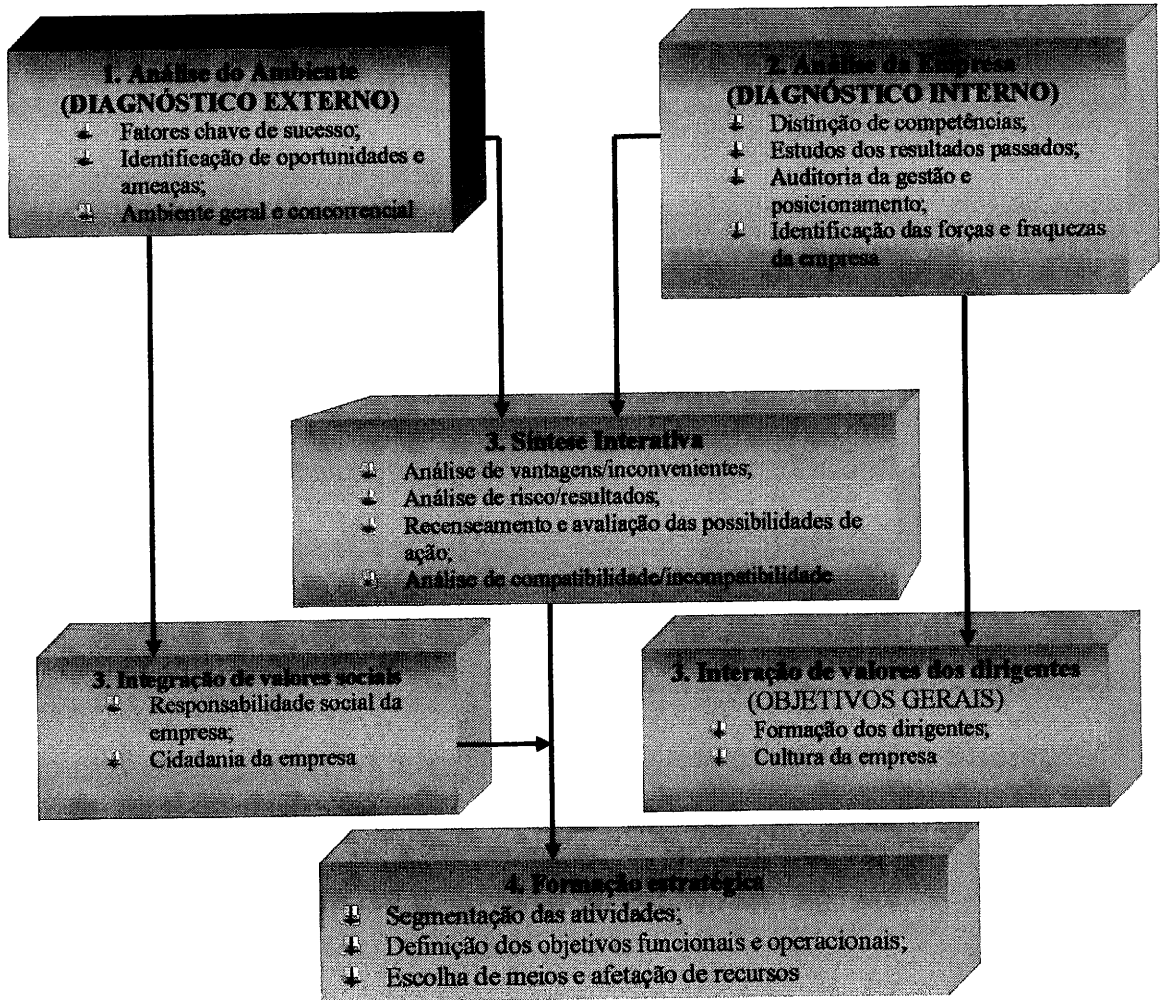 1. Análise do Ambiente
(DIAGNÓSTICO EXTERNO)
Fatores chave de sucesso;
Identificação de oportunidades e
ameaças;
Ambiente geral e concorrencial
2. Análise da Empresa
(DIAGNÓSTICO INTERNO)
Distinção de competências;
Estudos dos resultados passados;
Auditoria da gestão e
posicionamento;
Identificação das forças e fraquezas
da empresa
3. Síntese Interativa
Análise de vantagens/inconvenientes;
Análise de risco/resultados;
Recenseamento e avaliação das possibilidades de
ação;
Análise de compatibilidade/incompatibilidade
3. Integração de valores sociais
Responsabilidade social da
empresa;
Cidadania da empresa
3. Interação de valores dos dirigentes
(OBJETIVOS GERAIS)
Formação dos dirigentes;
Cultura da empresa
4. Formação estratégica
Segmentação das atividades;
Definição dos objetivos funcionais e operacionais;
Escolha de meios e afetação de recursos